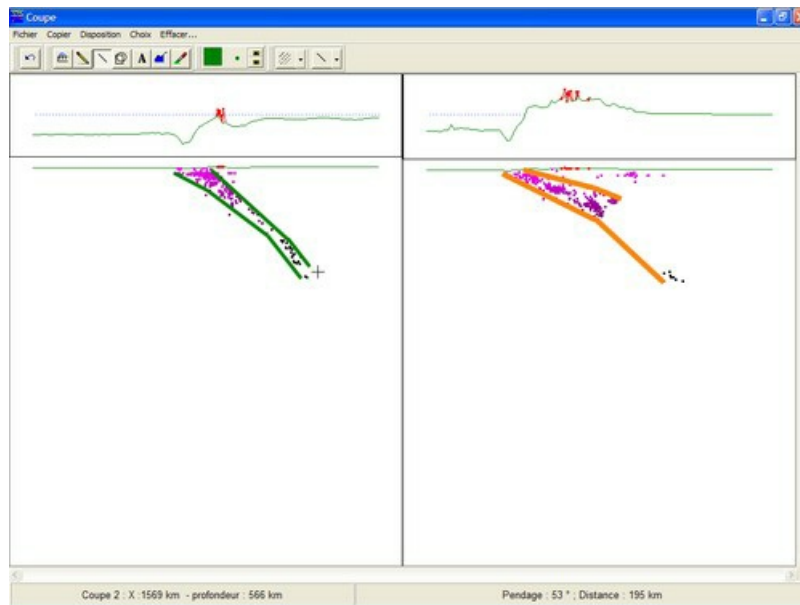 Coupe
Fichier Copier Disposition Choix Effacer...
A
Coupe 2 : X :1569 km - profondeur : 566 km
Pendage : 53 ° ; Distance : 195 km